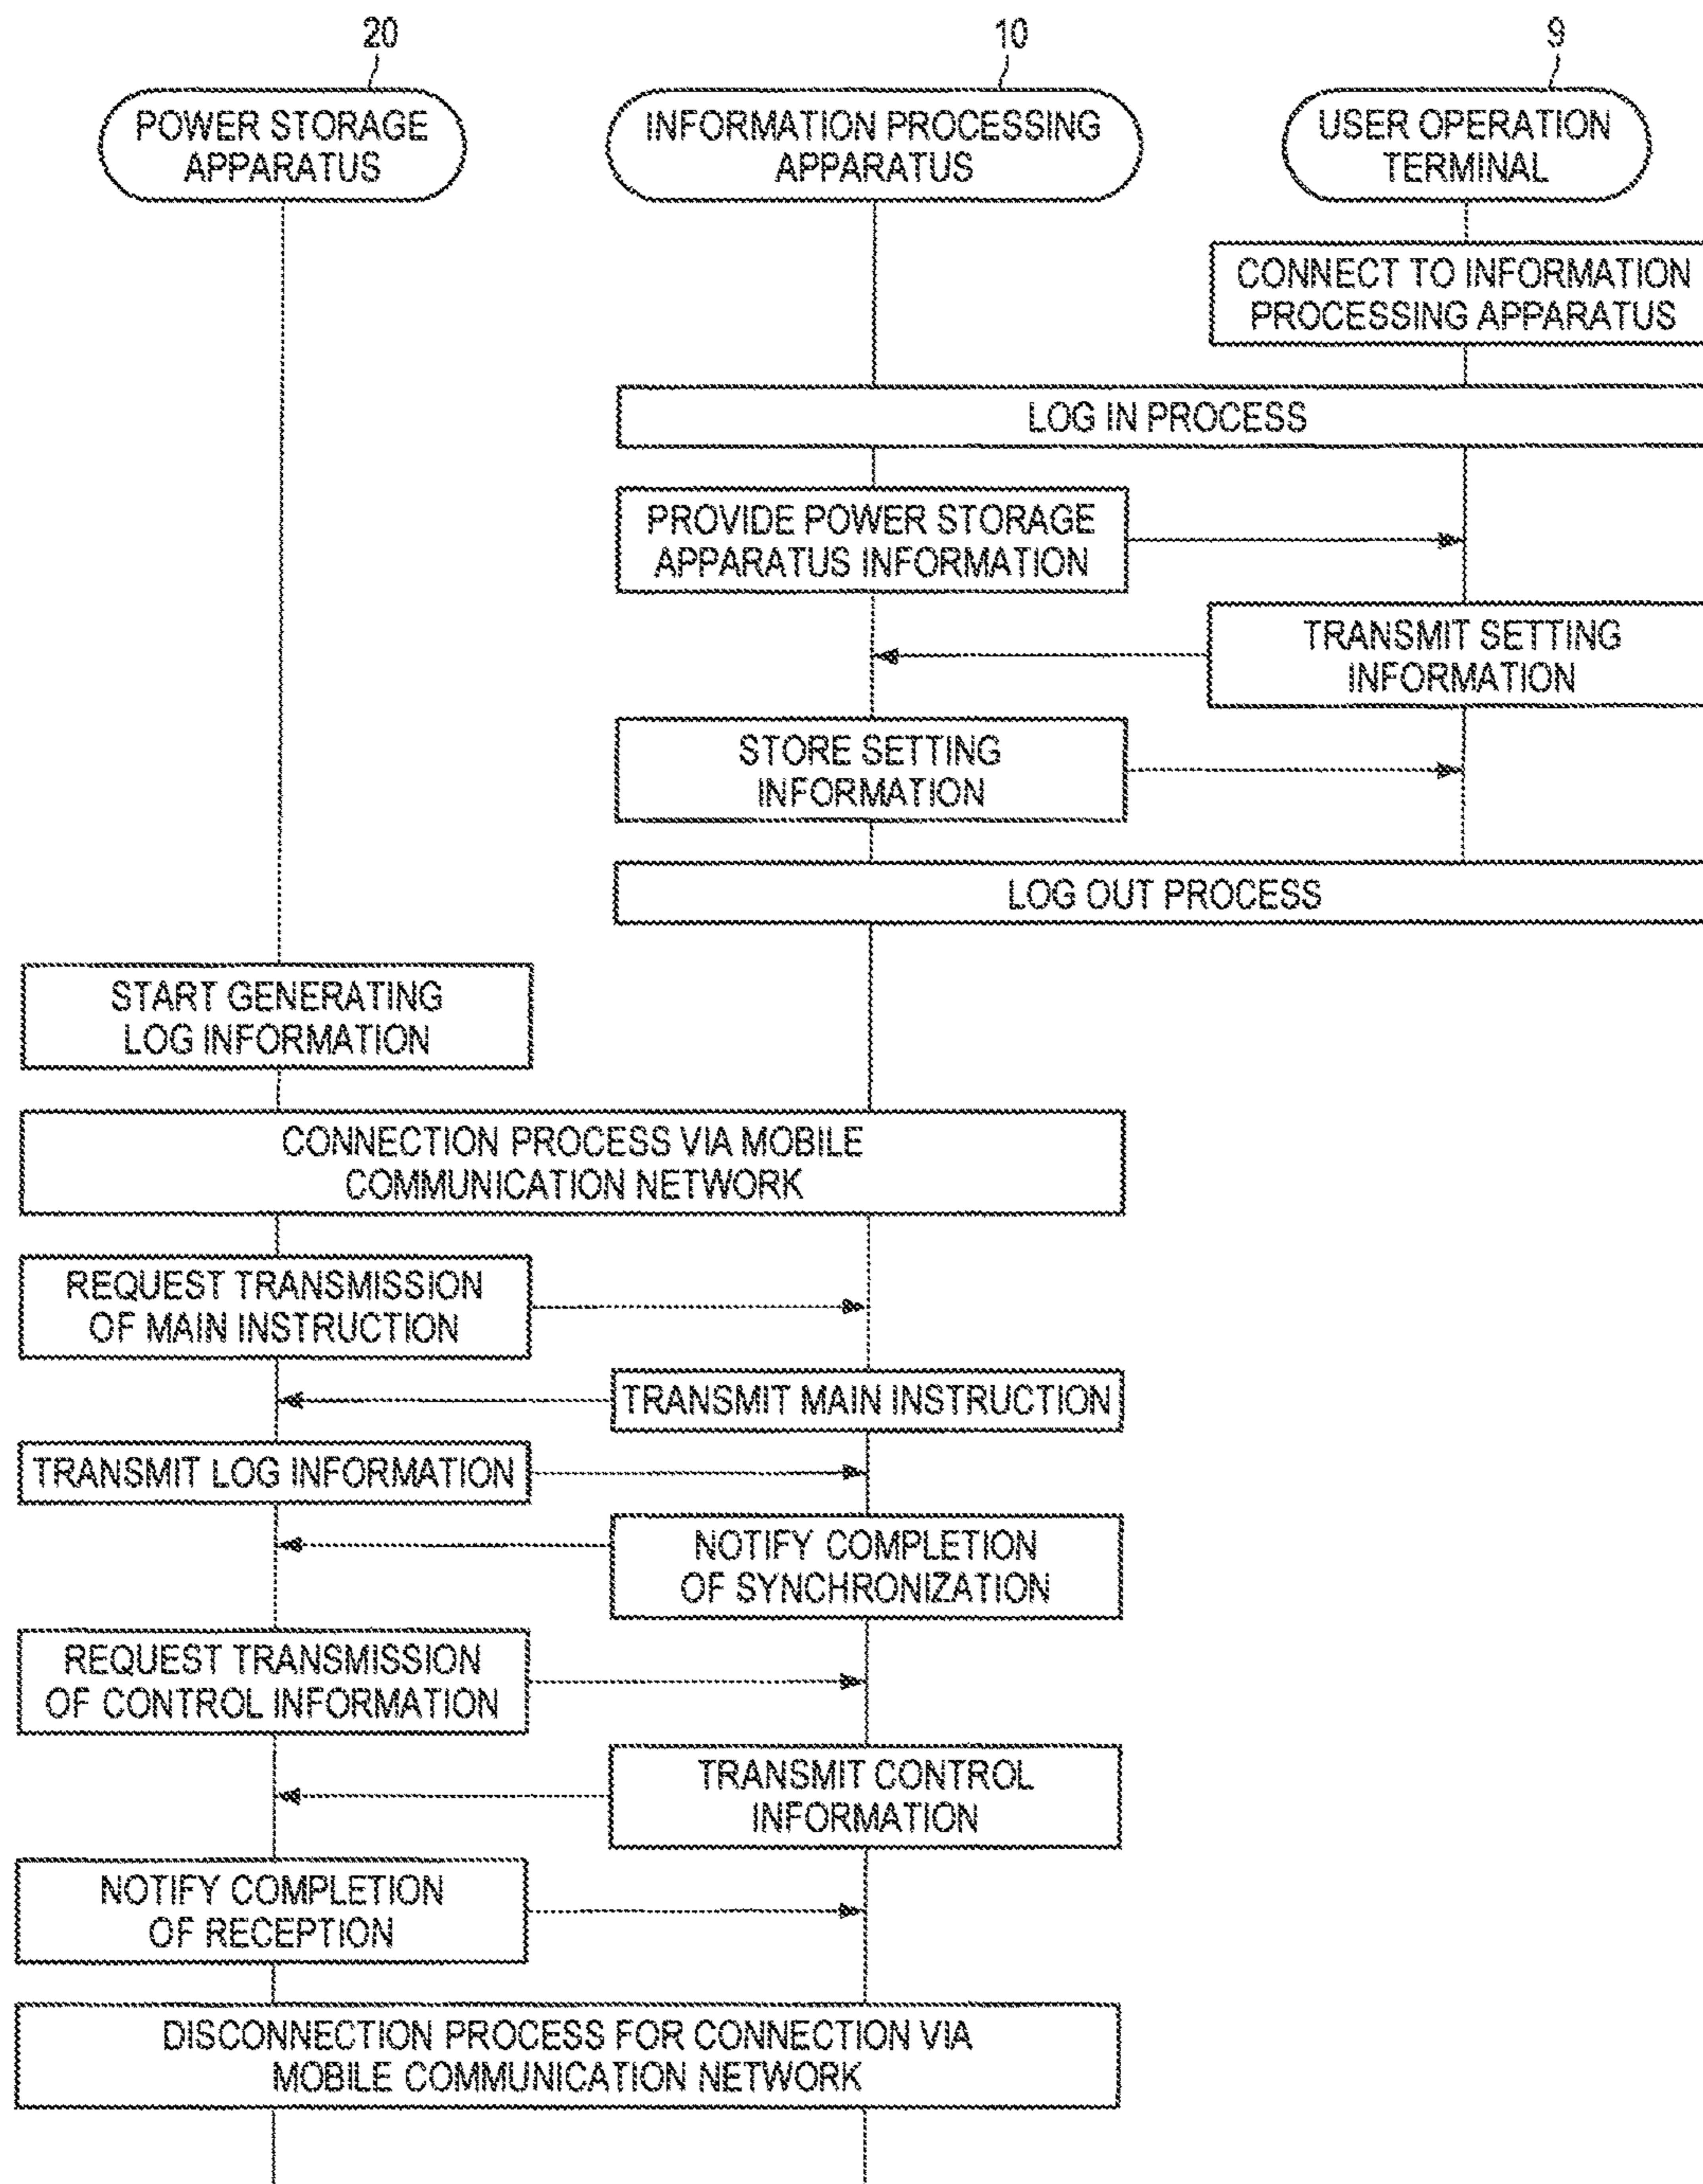 20
10
9
POWER STORAGE
APPARATUS
INFORMATION PROCESSING
APPARATUS
USER OPERATION
TERMINAL
CONNECT TO INFORMATION
PROCESSING APPARATUS
LOG IN PROCESS
PROVIDE POWER STORAGE
APPARATUS INFORMATION
TRANSMIT SETTING
INFORMATION
STORE SETTING
INFORMATION
LOG OUT PROCESS
START GENERATING
LOG INFORMATION
CONNECTION PROCESS VIA MOBILE
COMMUNICATION NETWORK
REQUEST TRANSMISSION
OF MAIN INSTRUCTION
TRANSMIT MAIN INSTRUCTION
TRANSMIT LOG INFORMATION
NOTIFY COMPLETION
OF SYNCHRONIZATION
REQUEST TRANSMISSION
OF CONTROL INFORMATION
TRANSMIT CONTROL
INFORMATION
NOTIFY COMPLETION
OF RECEPTION
DISCONNECTION PROCESS FOR CONNECTION VIA
MOBILE COMMUNICATION NETWORK